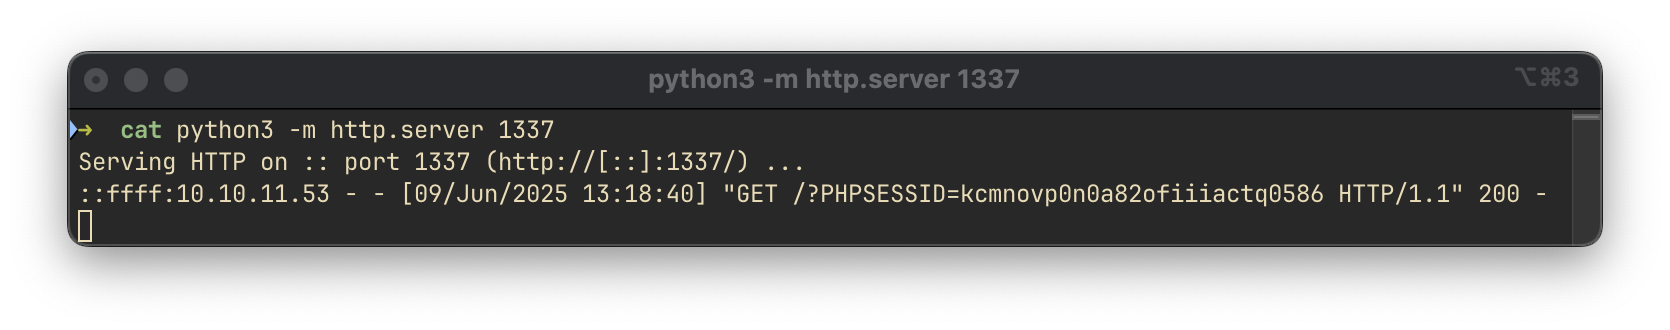 python3 -m http.server 1337
⌥⌘3
➜ cat python3 -m http.server 1337
Serving HTTP on :: port 1337 (http://[::]:1337/) ...
::ffff:10.10.11.53 - - [09/Jun/2025 13:18:40] "GET /?PHPSESSID=kcmnovp0n0a82ofiiiactq0586 HTTP/1.1" 200 -